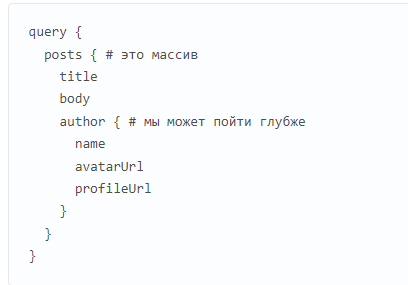 query {
  posts { # это массив
    title
    body
    author { # мы может пойти глубже
      name
      avatarUrl
      profileUrl
    }
  }
}